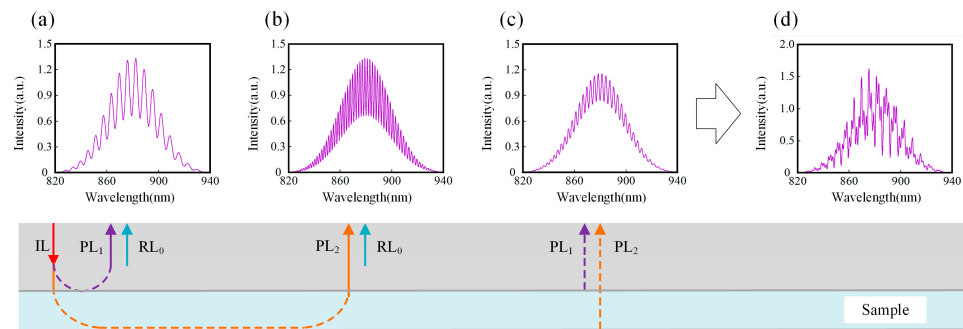 (a)
Intensity(a.u.)
1.5
1.2
0.9
0.6
0.3
0
820
860
900
940
Wavelength(nm)
(b)
Intensity(a.u.)
1.5
1.2
0.9
0.6
0.3
0
820
860
900
940
Wavelength(nm)
(c)
Intensity(a.u.)
1.5
1.2
0.9
0.6
0.3
0
820
860
900
940
Wavelength(nm)
(d)
Intensity(a.u.)
2.0
1.5
1.0
0.5
0
820
860
900
940
Wavelength(nm)
IL
PL₁
RL₀
PL₂
RL₀
PL₁
PL₂
Sample